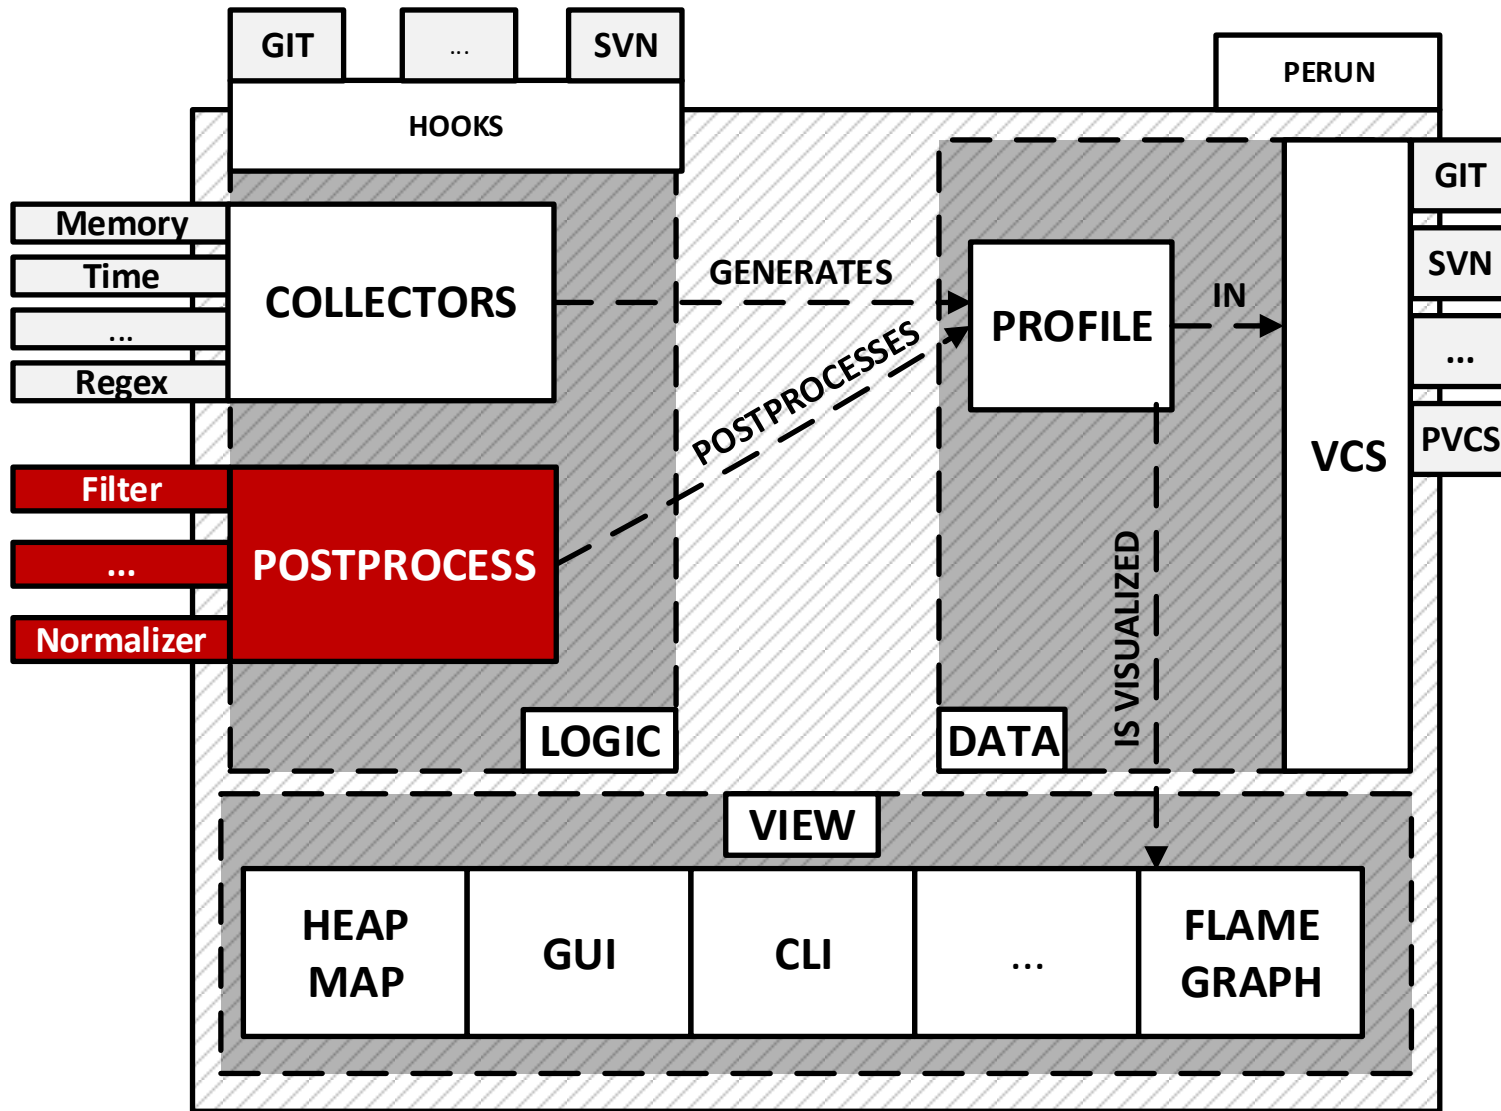 GIT
...
SVN
PERUN
HOOKS
GIT
Memory
Time
...
Regex
COLLECTORS
GENERATES
PROFILE
IN
SVN
...
PVCS
VCS
POSTPROCESSES
Filter
...
Normalizer
POSTPROCESS
IS VISUALIZED
LOGIC
DATA
VIEW
HEAP
MAP
GUI
CLI
...
FLAME
GRAPH